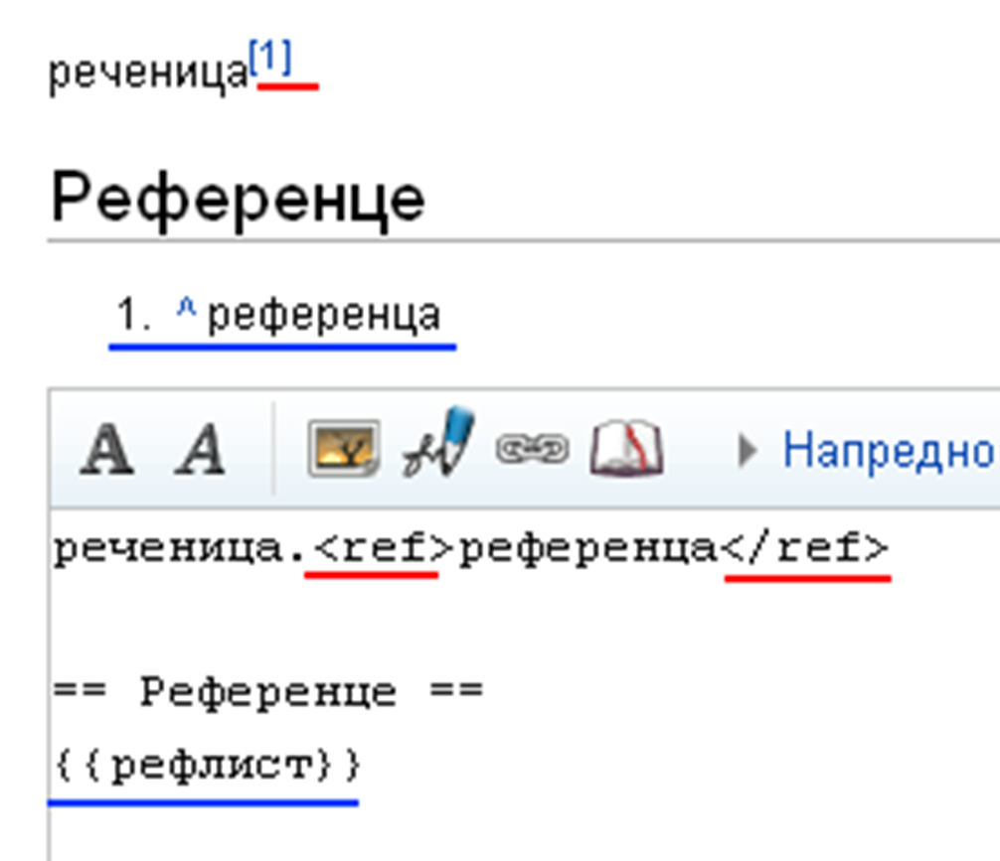 реченица[1]
Референце
1. ^ референца
A A Напредно
реченица.<ref>референца</ref>
== Референце ==
{{рефлист}}